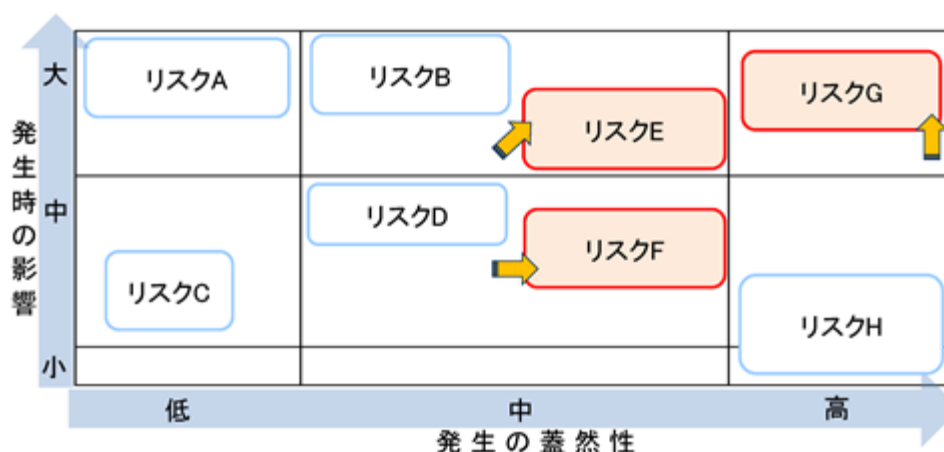 発生時の影響
大
中
小
リスクA
リスクB
リスクE
リスクG
リスクC
リスクD
リスクF
リスクH
低
中
高
発生の蓋然性